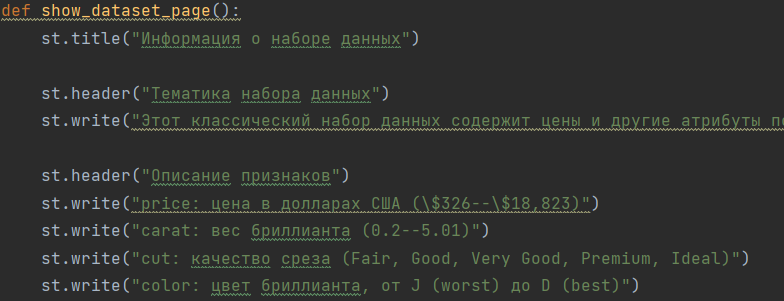 def show_dataset_page():
st.title("Информация о наборе данных")
st.header("Тематика набора данных")
st.write("Этот классический набор данных содержит цены и другие атрибуты
st.header("Описание признаков")
st.write("price: цена в долларах США (\$326--\$18,823)")
st.write("carat: вес бриллианта (0.2--5.01)")
st.write("cut: качество среза (Fair, Good, Very Good, Premium, Ideal)")
st.write("color: цвет бриллианта, от J (worst) до D (best)")